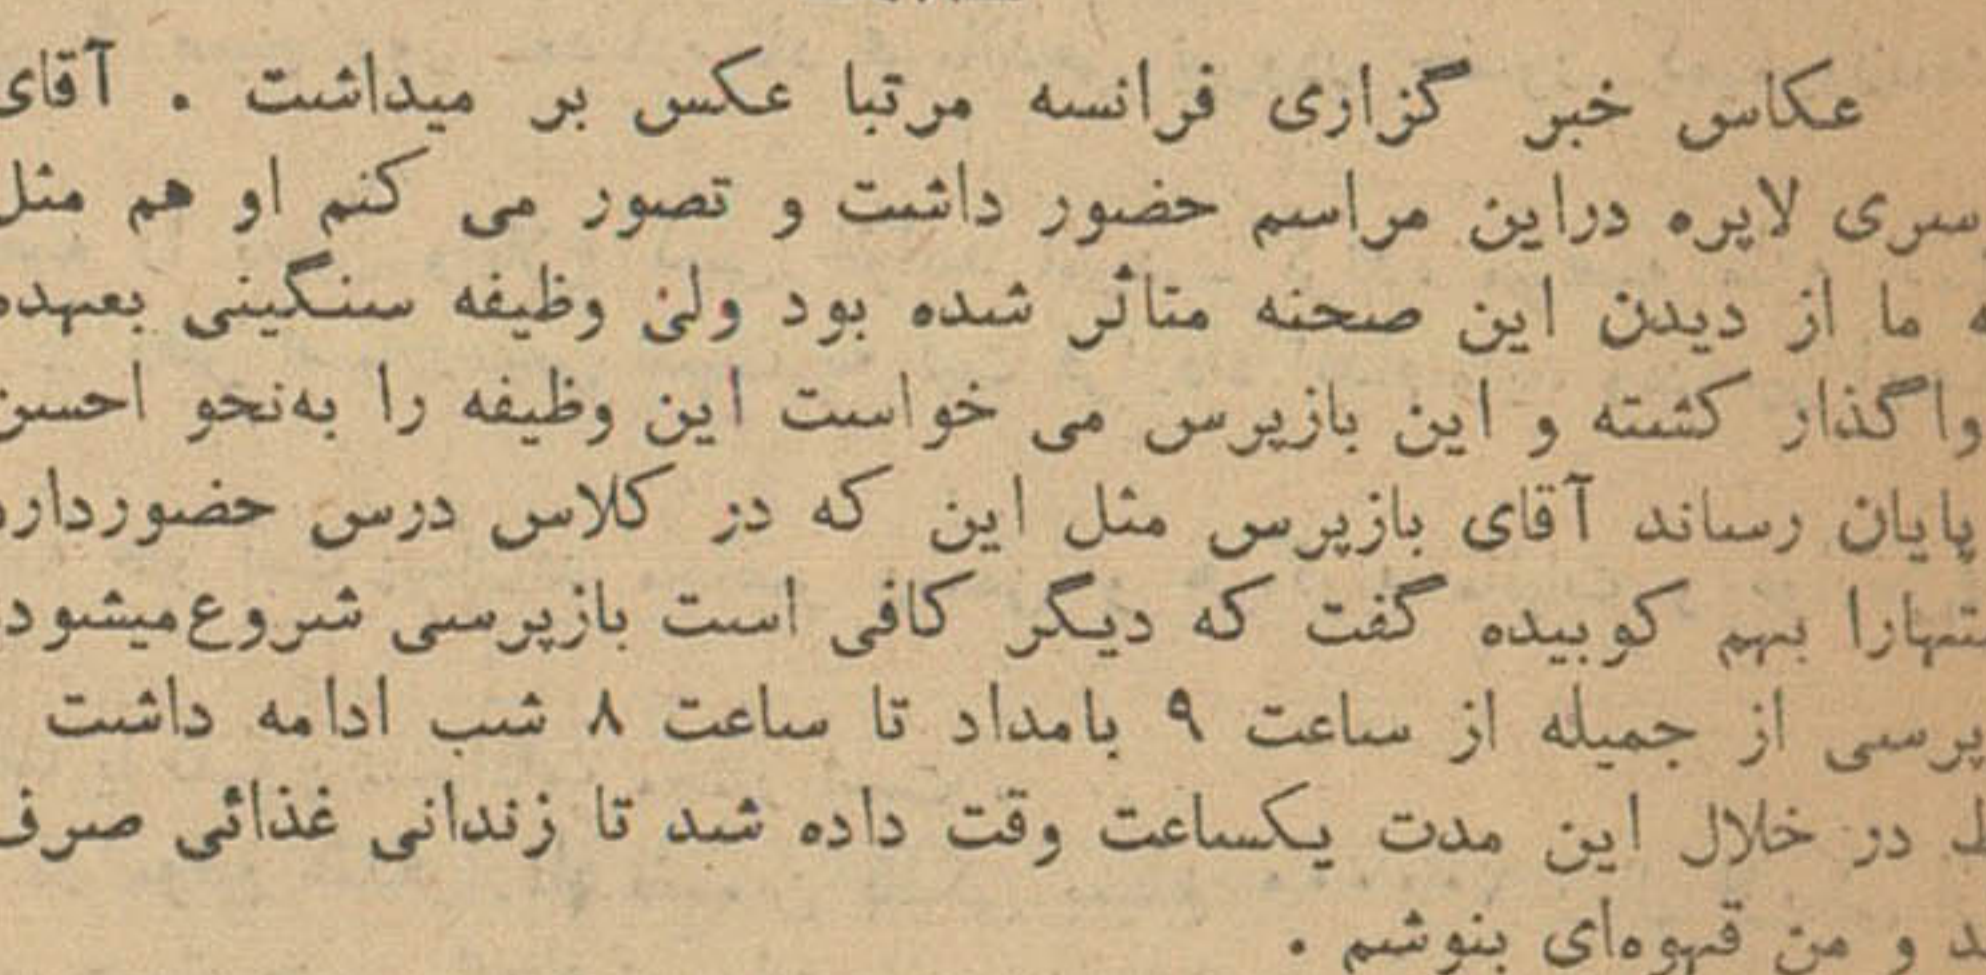 عکاس خبر گزاری فرانسه مرتبا عکس بر میداشت . آقای
سری لاپره دراین مراسم حضور داشت و تصور می کنم او هم مثل
ما از دیدن این صحنه متاثر شده بود ولی وظیفه سنگینی بعهده
واگذار کشته و این بازپرس می خواست این وظیفه را به‌نحو احسن
پایان رساند آقای بازپرس مثل این که در کلاس درس حضوردارد
بهم کوبیده گفت که دیگر کافی است بازپرسی شروع‌میشود
پرسی از جمیله از ساعت ۹ بامداد تا ساعت ۸ شب ادامه داشت
در خلال این مدت یکساعت وقت داده شد تا زندانی غذائی صرف
و من قهوه‌ای بنوشم .